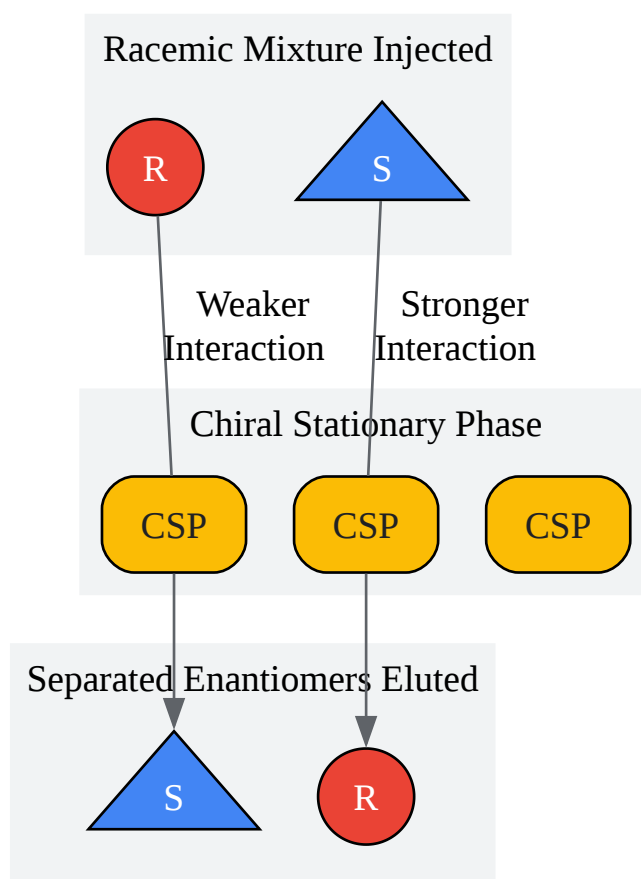 Racemic Mixture Injected
R
S
Weaker
Interaction
Stronger
Interaction
Chiral Stationary Phase
CSP
CSP
CSP
Separated Enantiomers Eluted
S
R